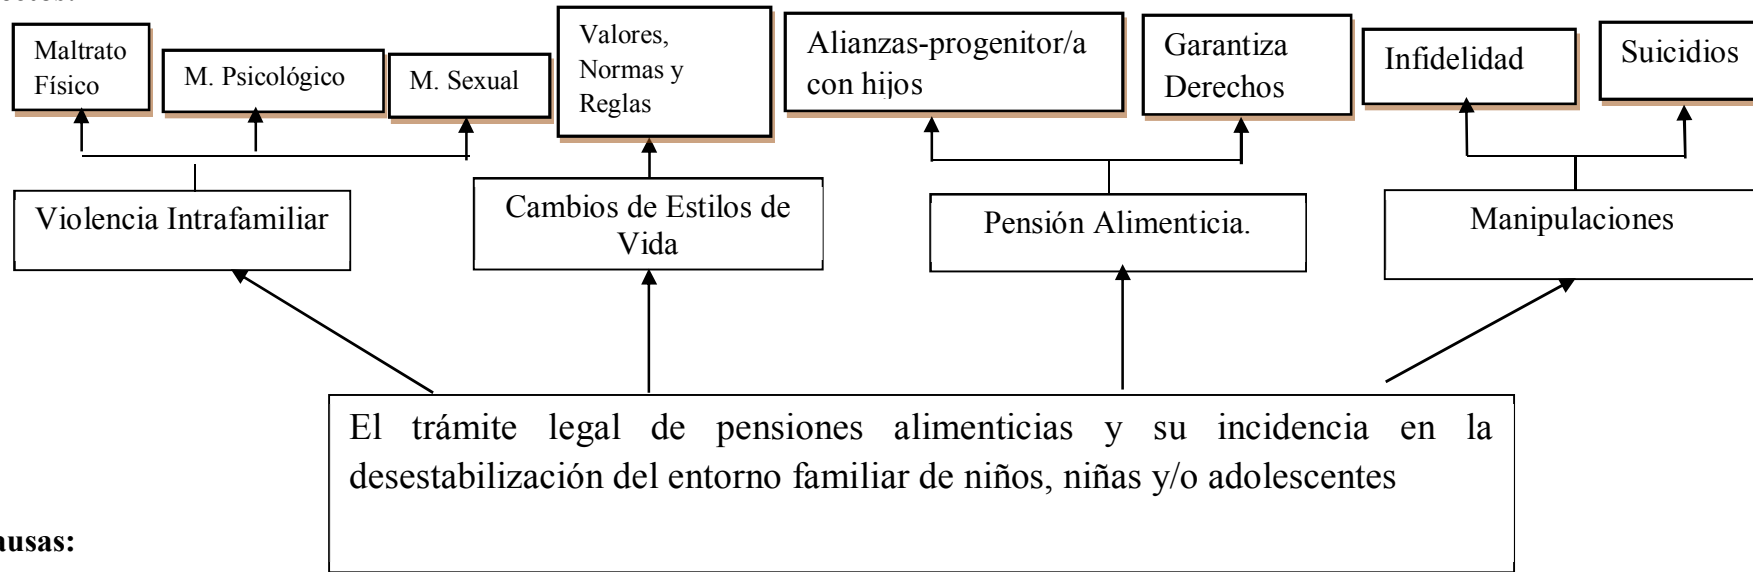 Maltrato
Físico
M. Psicológico
M. Sexual
Valores,
Normas y
Reglas
Alianzas-progenitor/a
con hijos
Garantiza
Derechos
Infidelidad
Suicidios
Violencia Intrafamiliar
Cambios de Estilos de
Vida
Pensión Alimenticia.
Manipulaciones
El trámite legal de pensiones alimenticias y su incidencia en la
desestabilización del entorno familiar de niños, niñas y/o adolescentes
ausas: